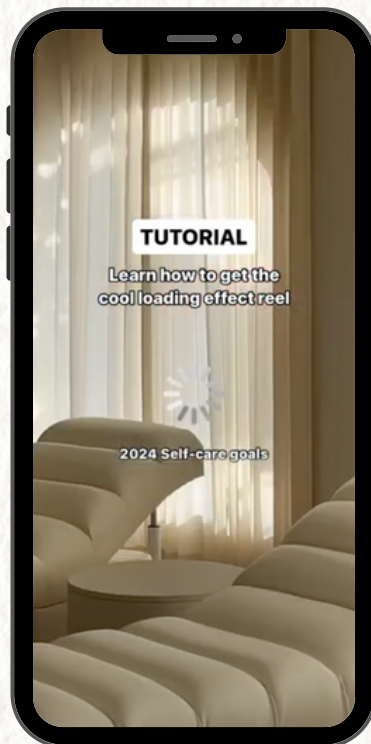 TUTORIAL
Learn how to get the
cool loading effect reel
2024 Self-care goals